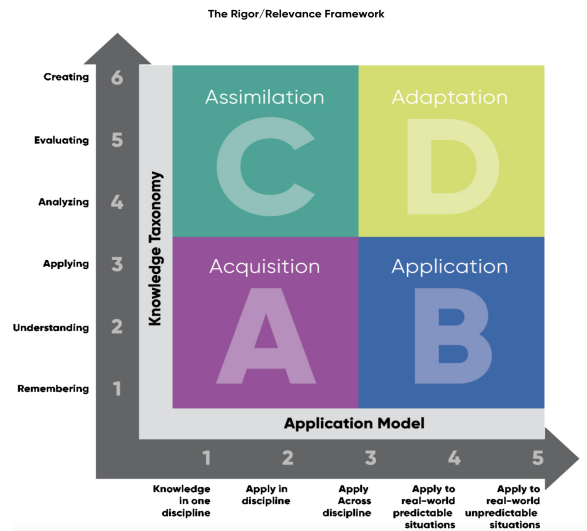 The Rigor/Relevance Framework
Creating
6
Assimilation
Adaptation
C
D
Evaluating
5
Analyzing
4
Knowledge Taxonomy
Applying
3
Acquisition
Application
A
B
Understanding
2
Remembering
1
Application Model
1
2
3
4
5
Knowledge
in one
discipline
Apply in
discipline
Apply
Across
discipline
Apply to
real-world
predictable
situations
Apply to
real-world
unpredictable
situations